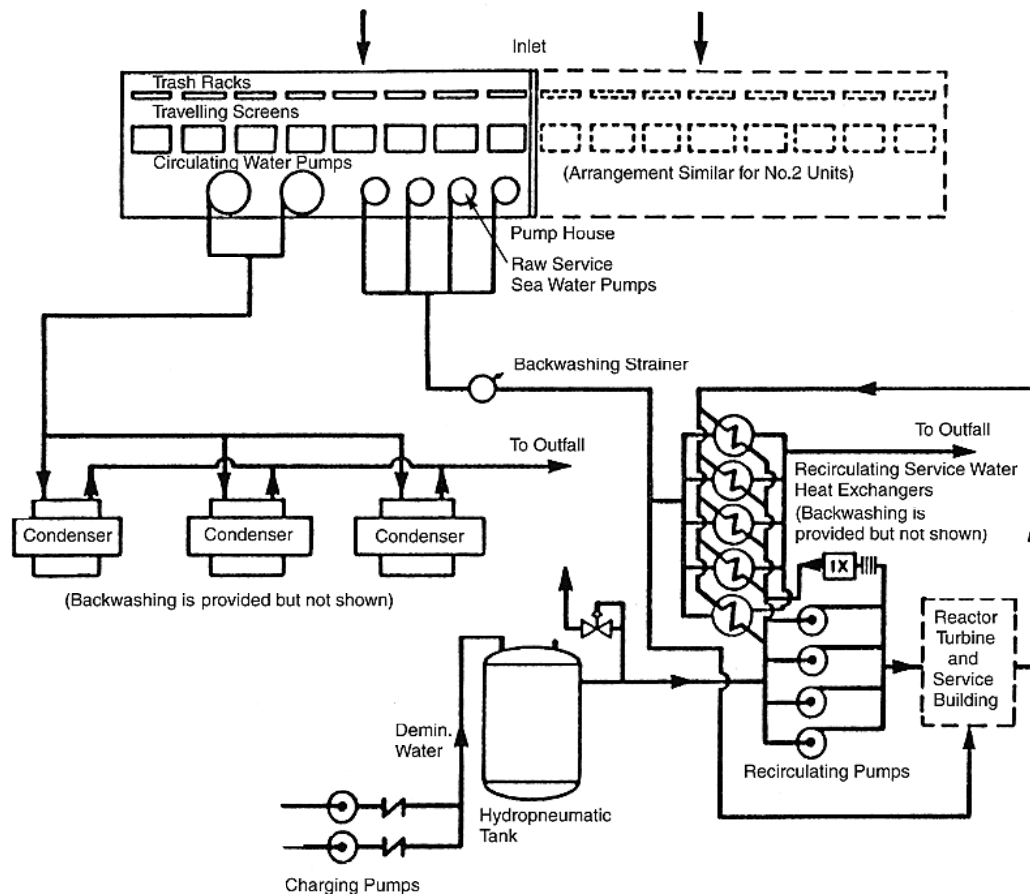 Inlet
Trash Racks
Travelling Screens
Circulating Water Pumps
(Arrangement Similar for No.2 Units)
Pump House
Raw Service
Sea Water Pumps
Backwashing Strainer
To Outfall
To Outfall
Recirculating Service Water
Heat Exchangers
(Backwashing is
provided but not shown)
Condenser
Condenser
Condenser
(Backwashing is provided but not shown)
1X
Reactor
Turbine
and
Service
Building
Demin.
Water
Recirculating Pumps
Hydropneumatic
Tank
Charging Pumps